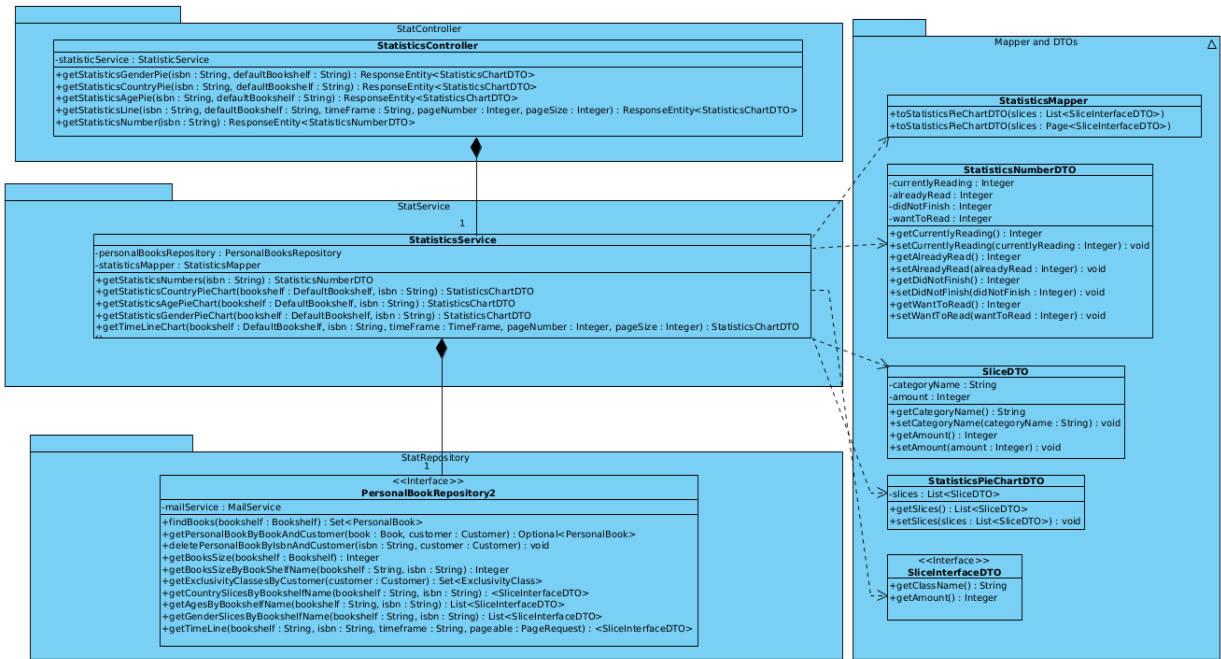 StatController
StatisticsController
-statisticService : StatisticService
+getStatisticsGenderPie(isbn : String, defaultBookshelf : String) : ResponseEntity<StatisticsChartDTO>
+getStatisticsCountryPie(isbn : String, defaultBookshelf : String) : ResponseEntity<StatisticsChartDTO>
+getStatisticsAgePie(isbn : String, defaultBookshelf : String) : ResponseEntity<StatisticsChartDTO>
+getStatisticsLine(isbn : String, defaultBookshelf : String, timeFrame : String, pageNumber : Integer, pageSize : Integer) : ResponseEntity<StatisticsChartDTO>
+getStatisticsNumber(isbn : String) : ResponseEntity<StatisticsNumberDTO>
StatService
1
StatisticsService
-personalBooksRepository : PersonalBooksRepository
-statisticsMapper : StatisticsMapper
+getStatisticsNumbers(isbn : String) : StatisticsNumberDTO
+getStatisticsCountryPieChart(bookshelf : DefaultBookshelf, isbn : String) : StatisticsChartDTO
+getStatisticsAgePieChart(bookshelf : DefaultBookshelf, isbn : String) : StatisticsChartDTO
+getStatisticsGenderPieChart(bookshelf : DefaultBookshelf, isbn : String) : StatisticsChartDTO
+getTimeLineChart(bookshelf : DefaultBookshelf, isbn : String, timeFrame : TimeFrame, pageNumber : Integer, pageSize : Integer) : StatisticsChartDTO
StatRepository
1
<<Interface>>
PersonalBookRepository2
-mailService : MailService
+findBooks(bookshelf : Bookshelf) : Set<PersonalBook>
+getPersonalBookByBookAndCustomer(book : Book, customer : Customer) : Optional<PersonalBook>
+deletePersonalBookByIsbnAndCustomer(isbn : String, customer : Customer) : void
+getBooksSize(bookshelf : Bookshelf) : Integer
+getBooksSizeByBookShelfName(bookshelf : String, isbn : String) : Integer
+getExclusivityClassesByCustomer(customer : Customer) : Set<ExclusivityClass>
+getCountrySlicesByBookshelfName(bookshelf : String, isbn : String) : <SliceInterfaceDTO>
+getAgesByBookshelfName(bookshelf : String, isbn : String) : List<SliceInterfaceDTO>
+getGenderSlicesByBookshelfName(bookshelf : String, isbn : String) : List<SliceInterfaceDTO>
+getTimeLine(bookshelf : String, isbn : String, timeframe : String, pageable : PageRequest) : <SliceInterfaceDTO>
Mapper and DTOs
StatisticsMapper
+toStatisticsPieChartDTO(slices : List<SliceInterfaceDTO>)
+toStatisticsPieChartDTO(slices : Page<SliceInterfaceDTO>)
StatisticsNumberDTO
-currentlyReading : Integer
-alreadyRead : Integer
-didNotFinish : Integer
-wantToRead : Integer
+getCurrentlyReading() : Integer
+setCurrentlyReading(currentlyReading : Integer) : void
+getAlreadyRead() : Integer
+setAlreadyRead(alreadyRead : Integer) : void
+getDidNotFinish() : Integer
+setDidNotFinish(didNotFinish : Integer) : void
+getWantToRead() : Integer
+setWantToRead(wantToRead : Integer) : void
SliceDTO
-categoryName : String
-amount : Integer
+getCategoryName() : String
+setCategoryName(categoryName : String) : void
+getAmount() : Integer
+setAmount(amount : Integer) : void
StatisticsPieChartDTO
-slices : List<SliceDTO>
+getSlices() : List<SliceDTO>
+setSlices(slices : List<SliceDTO>) : void
<<Interface>>
SliceInterfaceDTO
+getClassName() : String
+getAmount() : Integer